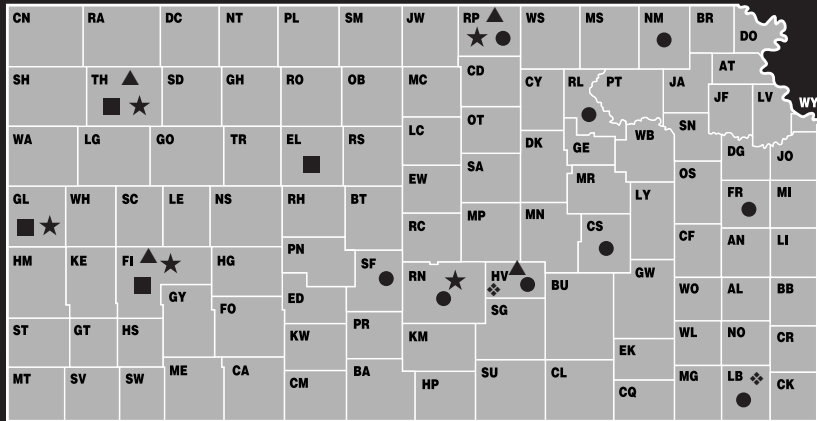 CN RA DC NT PL SM JW RP WS MS NM BR DO
SH TH SD GH RO OB MC CD CY RL PT JA AT
JF LV WY
WA LG GO TR EL RS LC OT DK GE WB SN DG JO
EW SA MR OS FR MI
GL WH SC LE NS RH BT RC MP MN CS LY
HM KE FI HG PN SF RN HV BU GW CF AN LI
GY FO ED SG WO AL BB
ST GT HS KW PR KM EK WL NO CR
MT SV SW ME CA CM BA HP SU CL CQ MG LB CK